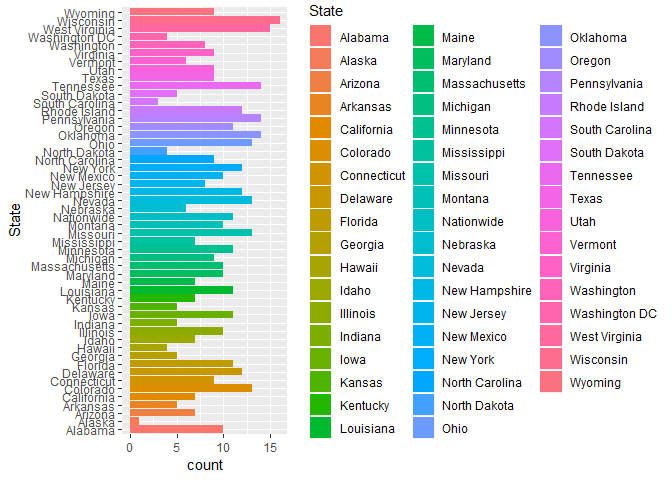 State
Wyoming
Wisconsin
West Virginia
Washington DC
Washington
Virginia
Vermont
Utah
Texas
Tennessee
South Dakota
South Carolina
Rhode Island
Pennsylvania
Oregon
Oklahoma
Ohio
North Dakota
North Carolina
New York
New Mexico
New Jersey
New Hampshire
Nevada
Nebraska
Nationwide
Montana
Missouri
Mississippi
Minnesota
Michigan
Massachusetts
Maryland
Maine
Louisiana
Kentucky
Kansas
Iowa
Indiana
Illinois
Idaho
Hawaii
Georgia
Florida
Delaware
Connecticut
Colorado
California
Arkansas
Arizona
Alaska
Alabama
0 5 10 15
count
State
Alabama
Alaska
Arizona
Arkansas
California
Colorado
Connecticut
Delaware
Florida
Georgia
Hawaii
Idaho
Illinois
Indiana
Iowa
Kansas
Kentucky
Louisiana
Maine
Maryland
Massachusetts
Michigan
Minnesota
Mississippi
Missouri
Montana
Nationwide
Nebraska
Nevada
New Hampshire
New Jersey
New Mexico
New York
North Carolina
North Dakota
Ohio
Oklahoma
Oregon
Pennsylvania
Rhode Island
South Carolina
South Dakota
Tennessee
Texas
Utah
Vermont
Virginia
Washington
Washington DC
West Virginia
Wisconsin
Wyoming